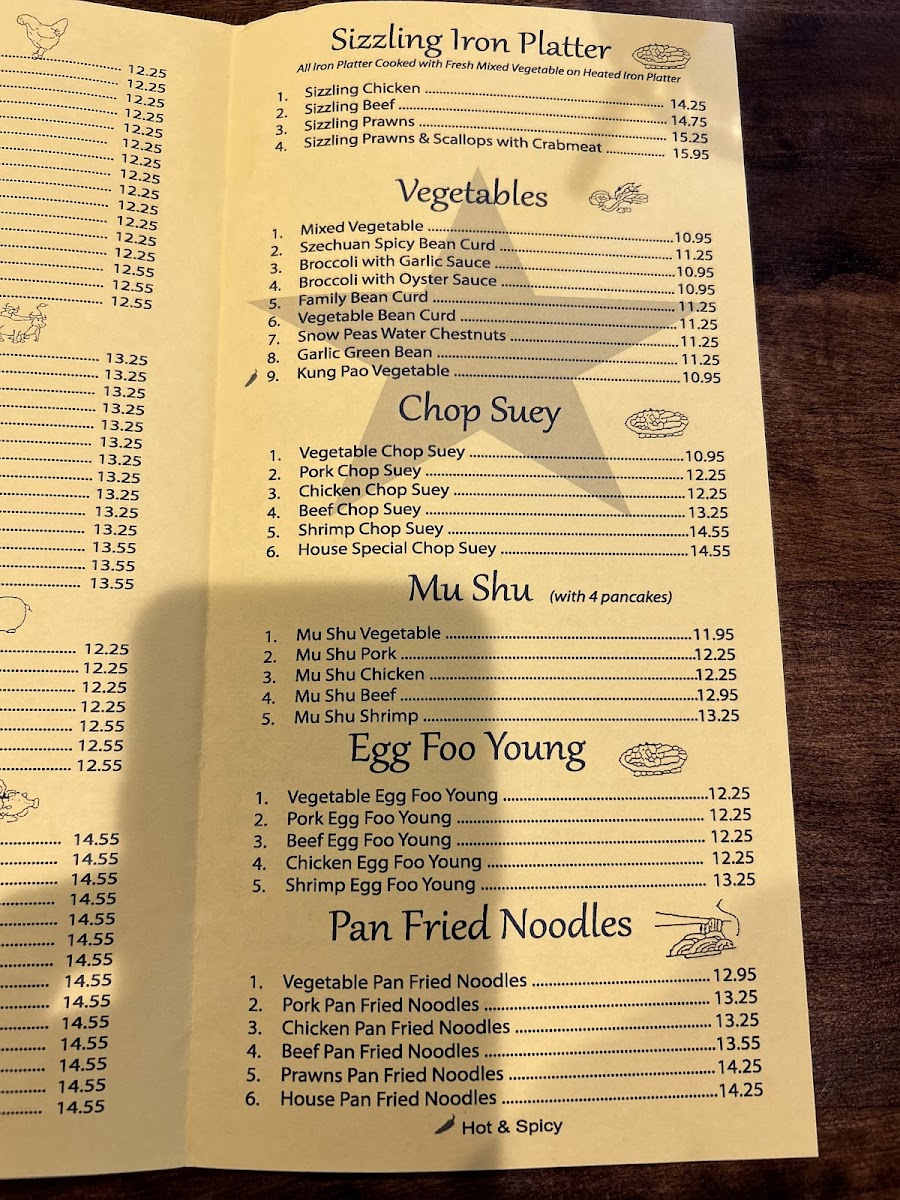 12.25
12.25
12.25
12.25
12.25
12.25
12.25
12.25
12.25
12.25
12.25
12.25
12.25
12.55
12.55
12.55
13.25
13.25
13.25
13.25
13.25
13.25
13.25
13.25
13.25
13.25
13.25
13.55
13.55
13.55
12.25
12.25
12.25
12.25
12.55
12.55
12.55
14.55
14.55
14.55
14.55
14.55
14.55
14.55
14.55
14.55
14.55
14.55
14.55
14.55
14.55
Sizzling Iron Platter
All Iron Platter Cooked with Fresh Mixed Vegetable on Heated Iron Platter
1. Sizzling Chicken 14.25
2. Sizzling Beef 14.75
3. Sizzling Prawns 15.25
4. Sizzling Prawns & Scallops with Crabmeat 15.95
Vegetables
1. Mixed Vegetable 10.95
2. Szechuan Spicy Bean Curd 11.25
3. Broccoli with Garlic Sauce 10.95
4. Broccoli with Oyster Sauce 10.95
5. Family Bean Curd 11.25
6. Vegetable Bean Curd 11.25
7. Snow Peas Water Chestnuts 11.25
8. Garlic Green Bean 11.25
9. Kung Pao Vegetable 10.95
Chop Suey
1. Vegetable Chop Suey 10.95
2. Pork Chop Suey 12.25
3. Chicken Chop Suey 12.25
4. Beef Chop Suey 13.25
5. Shrimp Chop Suey 14.55
6. House Special Chop Suey 14.55
Mu Shu (with 4 pancakes)
1. Mu Shu Vegetable 11.95
2. Mu Shu Pork 12.25
3. Mu Shu Chicken 12.25
4. Mu Shu Beef 12.95
5. Mu Shu Shrimp 13.25
Egg Foo Young
1. Vegetable Egg Foo Young 12.25
2. Pork Egg Foo Young 12.25
3. Beef Egg Foo Young 12.25
4. Chicken Egg Foo Young 12.25
5. Shrimp Egg Foo Young 13.25
Pan Fried Noodles
1. Vegetable Pan Fried Noodles 12.95
2. Pork Pan Fried Noodles 13.25
3. Chicken Pan Fried Noodles 13.25
4. Beef Pan Fried Noodles 13.55
5. Prawns Pan Fried Noodles 14.25
6. House Pan Fried Noodles 14.25
Hot & Spicy